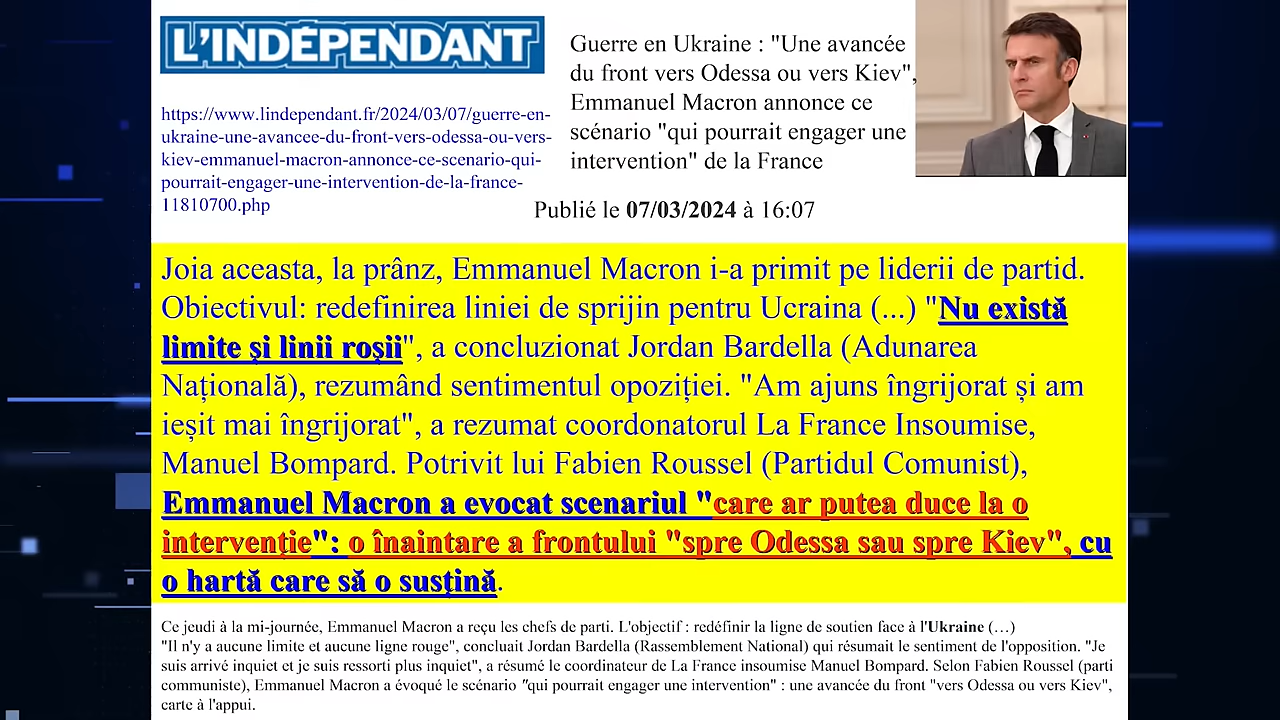 L'INDÉPENDANT
https://www.lindependant.fr/2024/03/07/guerre-en-
ukraine-une-avancee-du-front-vers-odessa-ou-vers-
kiev-emmanuel-macron-annonce-ce-scenario-qui-
pourrait-engager-une-intervention-de-la-france-
11810700.php
Guerre en Ukraine : "Une avancée
du front vers Odessa ou vers Kiev",
Emmanuel Macron annonce ce
scénario "qui pourrait engager une
intervention" de la France
Publié le 07/03/2024 à 16:07
Joia aceasta, la prânz, Emmanuel Macron i-a primit pe liderii de partid.
Obiectivul: redefinirea liniei de sprijin pentru Ucraina (...) "Nu există
limite și linii roșii", a concluzionat Jordan Bardella (Adunarea
Națională), rezumând sentimentul opoziției. "Am ajuns îngrijorat și am
ieșit mai îngrijorat", a rezumat coordonatorul La France Insoumise,
Manuel Bompard. Potrivit lui Fabien Roussel (Partidul Comunist),
Emmanuel Macron a evocat scenariul "care ar putea duce la o
intervenție": o înaintare a frontului "spre Odessa sau spre Kiev", cu
o hartă care să o susțină.
Ce jeudi à la mi-journée, Emmanuel Macron a reçu les chefs de parti. L'objectif : redéfinir la ligne de soutien face à l'Ukraine (…)
"Il n'y a aucune limite et aucune ligne rouge", concluait Jordan Bardella (Rassemblement National) qui résumait le sentiment de l'opposition. "Je
suis arrivé inquiet et je suis ressorti plus inquiet", a résumé le coordinateur de La France insoumise Manuel Bompard. Selon Fabien Roussel (parti
communiste), Emmanuel Macron a évoqué le scénario "qui pourrait engager une intervention" : une avancée du front "vers Odessa ou vers Kiev",
carte à l'appui.